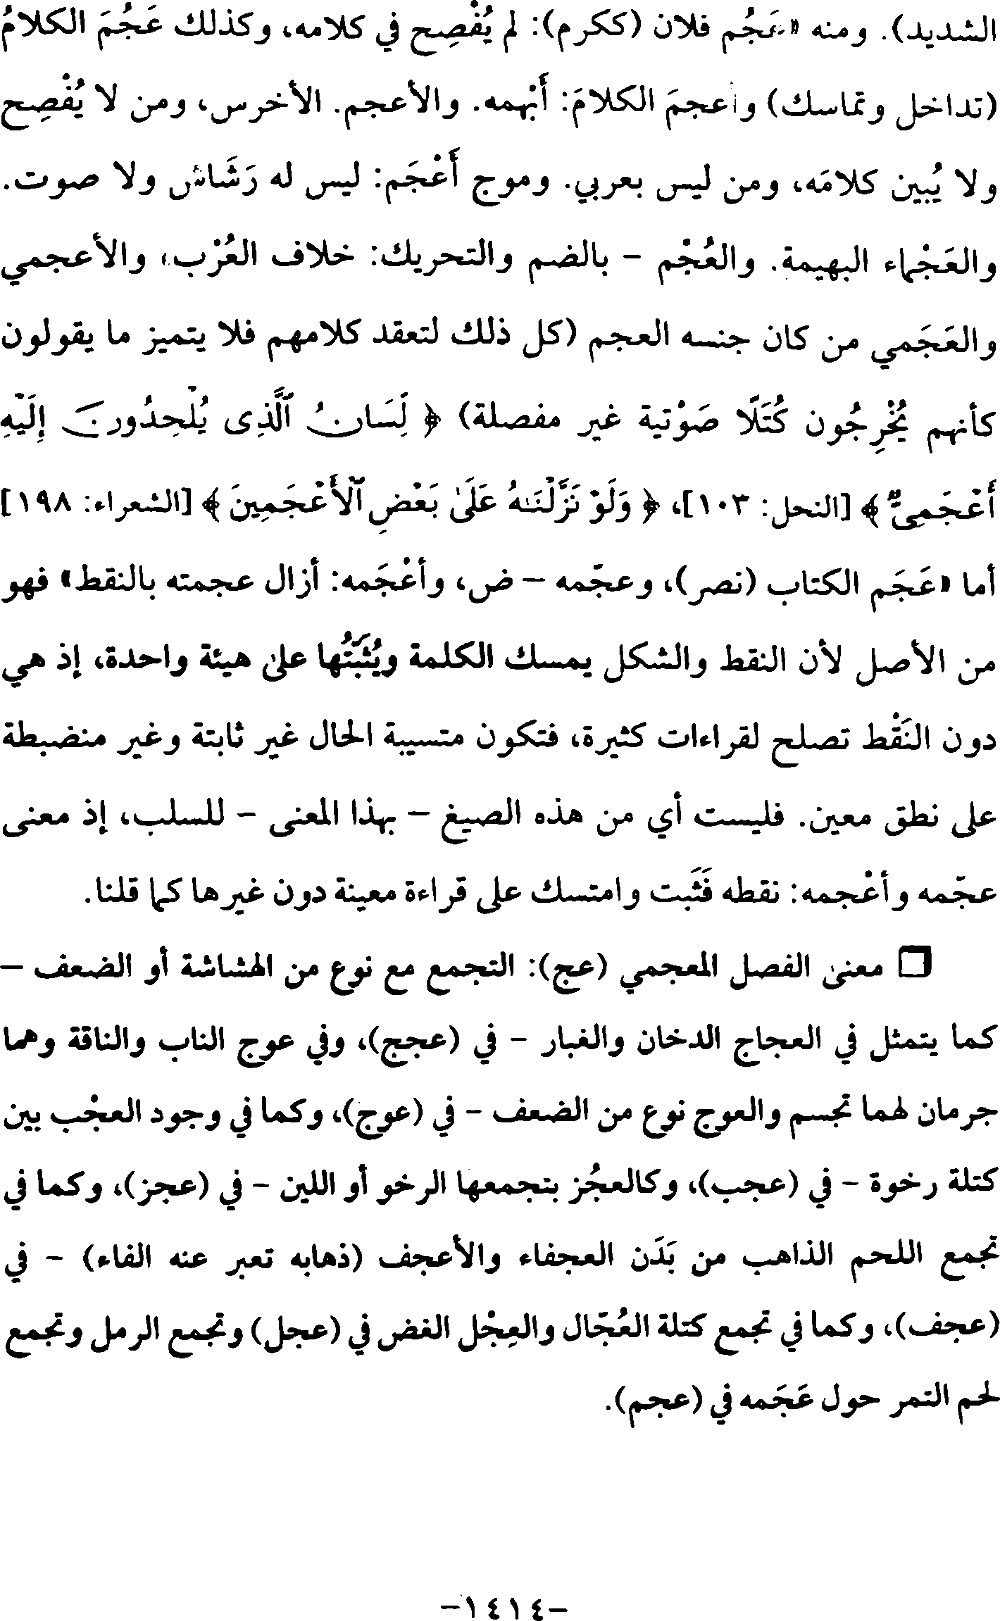 الشديد). ومنه «عَجُم فلان (ككرم): لم يُفْصِح في كلامه، وكذلك عَجُمَ الكلامُ
(تداخل وتماسك) وأعجمَ الكلامَ: أَبْهمه. والأعجم. الأخرس، ومن لا يُفْصِح
ولا يُبين كلامَه، ومن ليس بعربي. وموج أَعْجَم: ليس له رَشَاش ولا صوت.
والعَجْماء البهيمة. والعُجْم – بالضم والتحريك: خلاف العُرْب، والأعجمي
والعَجَمي من كان جنسه العجم (كل ذلك لتعقد كلامهم فلا يتميز ما يقولون
كأنهم يُخْرِجُون كُتَلًا صَوْتية غير مفصلة) ﴿ لِّسَانُ ٱلَّذِى يُلْحِدُونَ إِلَيْهِ
أَعْجَمِىٌّ ﴾ [النحل: ١٠٣]، ﴿ وَلَوْ نَزَّلْنَٰهُ عَلَىٰ بَعْضِ ٱلْأَعْجَمِينَ ﴾ [الشعراء: ١٩٨]
أما «عَجَم الكتاب (نصر)، وعجّمه – ض، وأعْجَمه: أزال عجمته بالنقط» فهو
من الأصل لأن النقط والشكل يمسك الكلمة ويُثَبِّتُها على هيئة واحدة، إذ هي
دون النَقْط تصلح لقراءات كثيرة، فتكون متسيبة الحال غير ثابتة وغير منضبطة
على نطق معين. فليست أي من هذه الصيغ – بهذا المعنى – للسلب، إذ معنى
عجّمه وأعْجمه: نقطه فَثَبت وامتسك على قراءة معينة دون غيرها كما قلنا.
❒ معنى الفصل المعجمي (عج): التجمع مع نوع من الهشاشة أو الضعف –
كما يتمثل في العجاج الدخان والغبار – في (عجج)، وفي عوج الناب والناقة وهما
جرمان لهما تجسم والعوج نوع من الضعف – في (عوج)، وكما في وجود العجْب بين
كتلة رخوة – في (عجب)، وكالعجُز بتجمعها الرخو أو اللين – في (عجز)، وكما في
تجمع اللحم الذاهب من بَدَن العجفاء والأعجف (ذهابه تعبر عنه الفاء) – في
(عجف)، وكما في تجمع كتلة العُجّال والعِجْل الغض في (عجل) وتجمع الرمل وتجمع
لحم التمر حول عَجَمه في (عجم).
–١٤١٤–